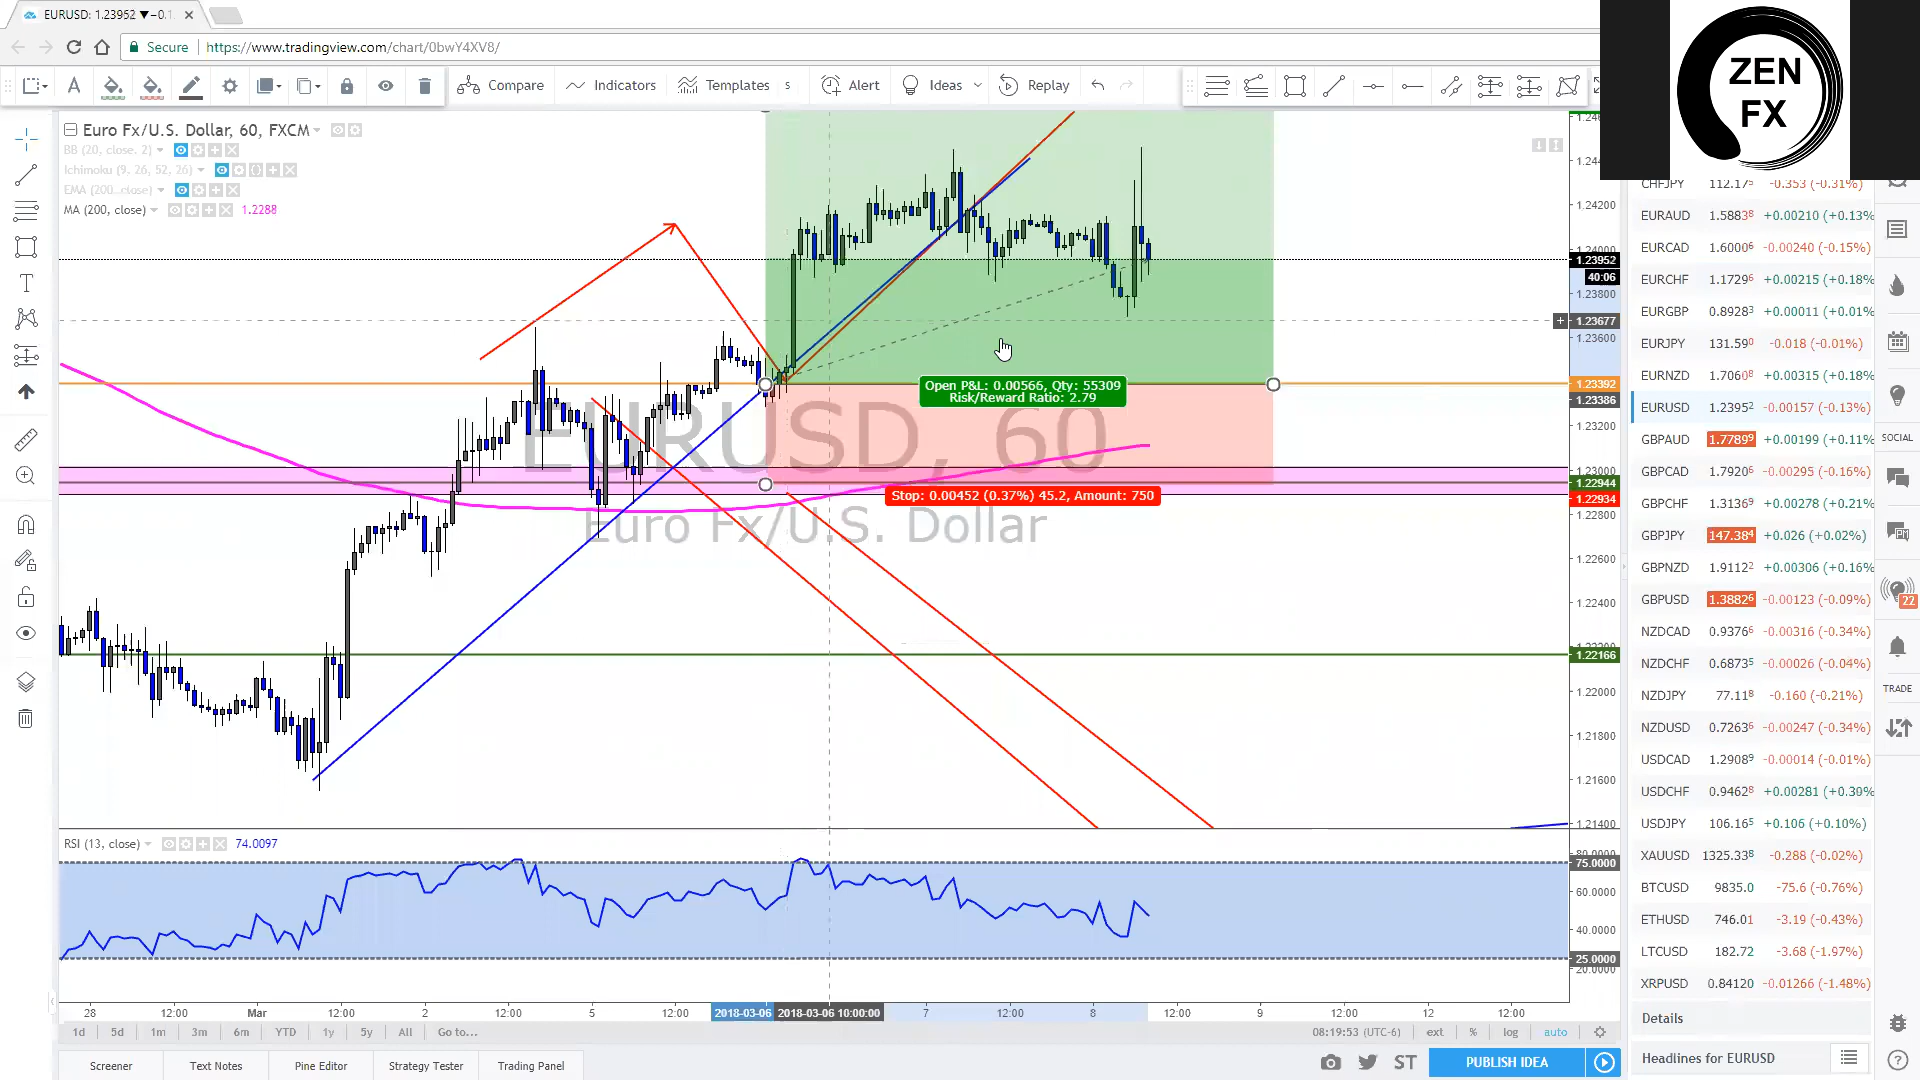 EURUSD: 1.23952 ▼−0.1
Secure
https://www.tradingview.com/chart/0bwY4XV8/
Compare
Indicators
Templates
s
Alert
Ideas
Replay
ZEN
FX
Euro Fx/U.S. Dollar, 60, FXCM
BB (20, close, 2)
Ichimoku (9, 26, 52, 26)
EMA (200, close)
MA (200, close)
1.2288
EURUSD, 60
Euro Fx/U.S. Dollar
Open P&L: 0.00566, Qty: 55309
Risk/Reward Ratio: 2.79
Stop: 0.00452 (0.37%) 45.2, Amount: 750
1.24200
1.24000
1.23952
40:06
1.23800
1.23677
1.23600
1.23392
1.23386
1.23200
1.23000
1.22944
1.22934
1.22800
1.22600
1.22400
1.22166
1.22000
1.21800
1.21600
1.21400
RSI (13, close)
74.0097
80.0000
75.0000
60.0000
40.0000
25.0000
20.0000
28
12:00
Mar
12:00
2
12:00
5
12:00
2018-03-06
2018-03-06 10:00:00
7
12:00
8
12:00
9
12:00
12
12:00
1d
5d
1m
3m
6m
YTD
1y
5y
All
Go to...
08:19:53 (UTC-6)
ext
%
log
auto
Screener
Text Notes
Pine Editor
Strategy Tester
Trading Panel
ST
PUBLISH IDEA
CHFJPY 112.175 -0.353 (-0.31%)
EURAUD 1.58838 +0.00210 (+0.13%
EURCAD 1.60006 -0.00240 (-0.15%)
EURCHF 1.17296 +0.00215 (+0.18%
EURGBP 0.89283 +0.00011 (+0.01%
EURJPY 131.590 -0.018 (-0.01%)
EURNZD 1.70608 +0.00315 (+0.18%
EURUSD 1.23952 -0.00157 (-0.13%)
GBPAUD 1.77899 +0.00199 (+0.11%
GBPCAD 1.79206 -0.00295 (-0.16%)
GBPCHF 1.31369 +0.00278 (+0.21%
GBPJPY 147.384 +0.026 (+0.02%)
GBPNZD 1.91122 +0.00306 (+0.16%
GBPUSD 1.38826 -0.00123 (-0.09%)
NZDCAD 0.93766 -0.00316 (-0.34%)
NZDCHF 0.68735 -0.00026 (-0.04%)
NZDJPY 77.118 -0.160 (-0.21%)
NZDUSD 0.72636 -0.00247 (-0.34%)
USDCAD 1.29089 -0.00014 (-0.01%)
USDCHF 0.94628 +0.00281 (+0.30%
USDJPY 106.165 +0.106 (+0.10%)
XAUUSD 1325.338 -0.288 (-0.02%)
BTCUSD 9835.0 -75.6 (-0.76%)
ETHUSD 746.01 -3.19 (-0.43%)
LTCUSD 182.72 -3.68 (-1.97%)
XRPUSD 0.84120 -0.01266 (-1.48%)
Details
Headlines for EURUSD
SOCIAL
22
TRADE